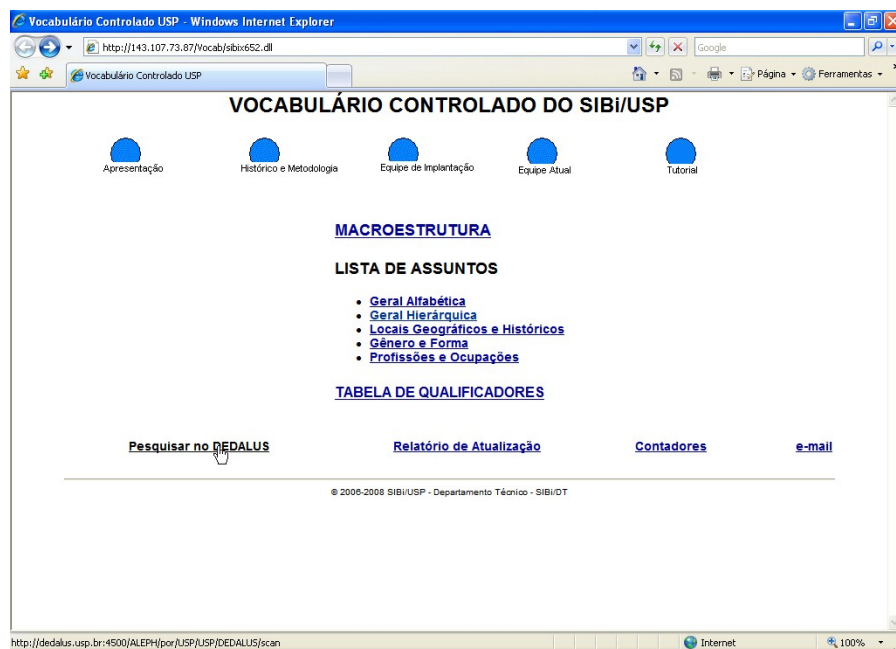 Vocabulário Controlado USP - Windows Internet Explorer
http://143.107.73.87/Vocab/sibix652.dll
Google
Vocabulário Controlado USP
Página
Ferramentas
VOCABULÁRIO CONTROLADO DO SIBi/USP
Apresentação
Histórico e Metodologia
Equipe de Implantação
Equipe Atual
Tutorial
MACROESTRUTURA
LISTA DE ASSUNTOS
Geral Alfabética
Geral Hierárquica
Locais Geográficos e Históricos
Gênero e Forma
Profissões e Ocupações
TABELA DE QUALIFICADORES
Pesquisar no DEDALUS
Relatório de Atualização
Contadores
e-mail
© 2006-2008 SIBi/USP - Departamento Técnico - SIBi/DT
http://dedalus.usp.br:4500/ALEPH/por/USP/USP/DEDALUS/scan
Internet
100%